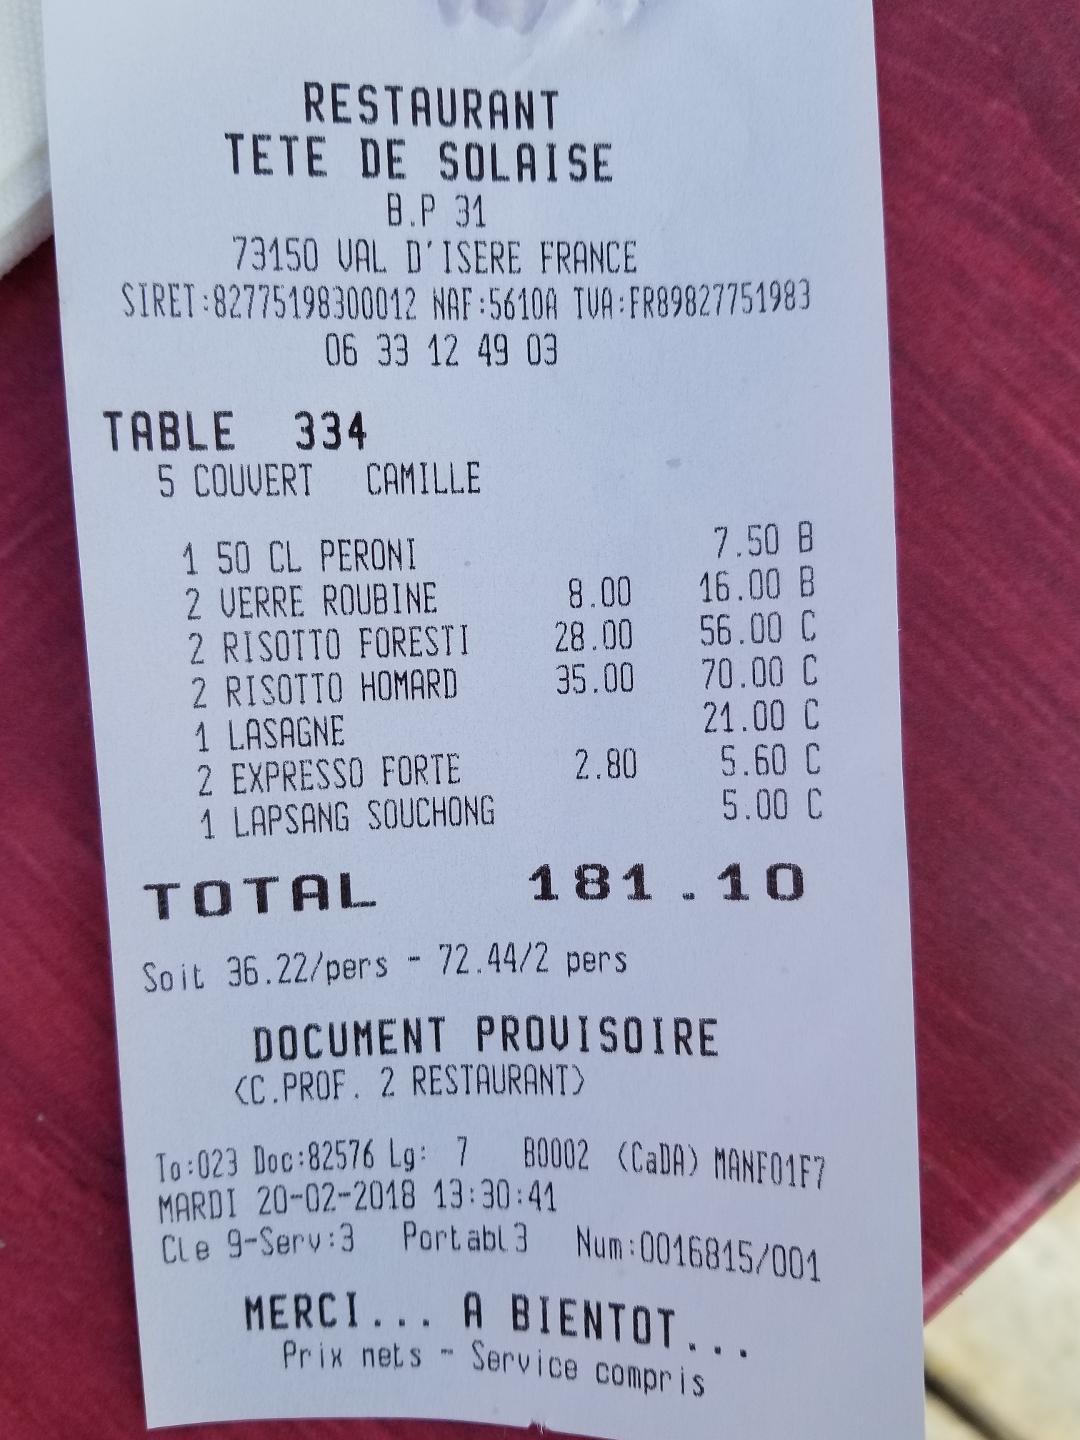 RESTAURANT
TETE DE SOLAISE
B.P 31
73150 VAL D'ISERE FRANCE
SIRET:82775198300012 NAF:5610A TVA:FR89827751983
06 33 12 49 03
TABLE 334
5 COUVERT CAMILLE
1 50 CL PERONI 7.50 B
2 VERRE ROUBINE 8.00 16.00 B
2 RISOTTO FORESTI 28.00 56.00 C
2 RISOTTO HOMARD 35.00 70.00 C
1 LASAGNE 21.00 C
2 EXPRESSO FORTE 2.80 5.60 C
1 LAPSANG SOUCHONG 5.00 C
TOTAL 181.10
Soit 36.22/pers - 72.44/2 pers
DOCUMENT PROVISOIRE
(C.PROF. 2 RESTAURANT)
To:023 Doc:82576 Lg: 7 B0002 (CaDA) MANF01F7
MARDI 20-02-2018 13:30:41
Cle 9-Serv:3 Portabl3 Num:0016815/001
MERCI... A BIENTOT...
Prix nets - Service compris